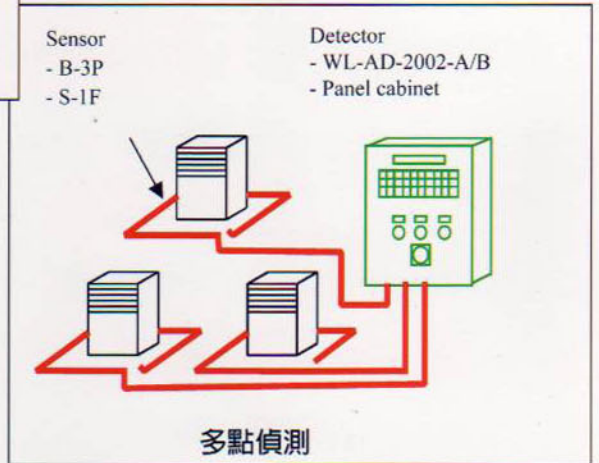 Sensor
- B-3P
- S-1F
Detector
- WL-AD-2002-A/B
- Panel cabinet
多點偵測